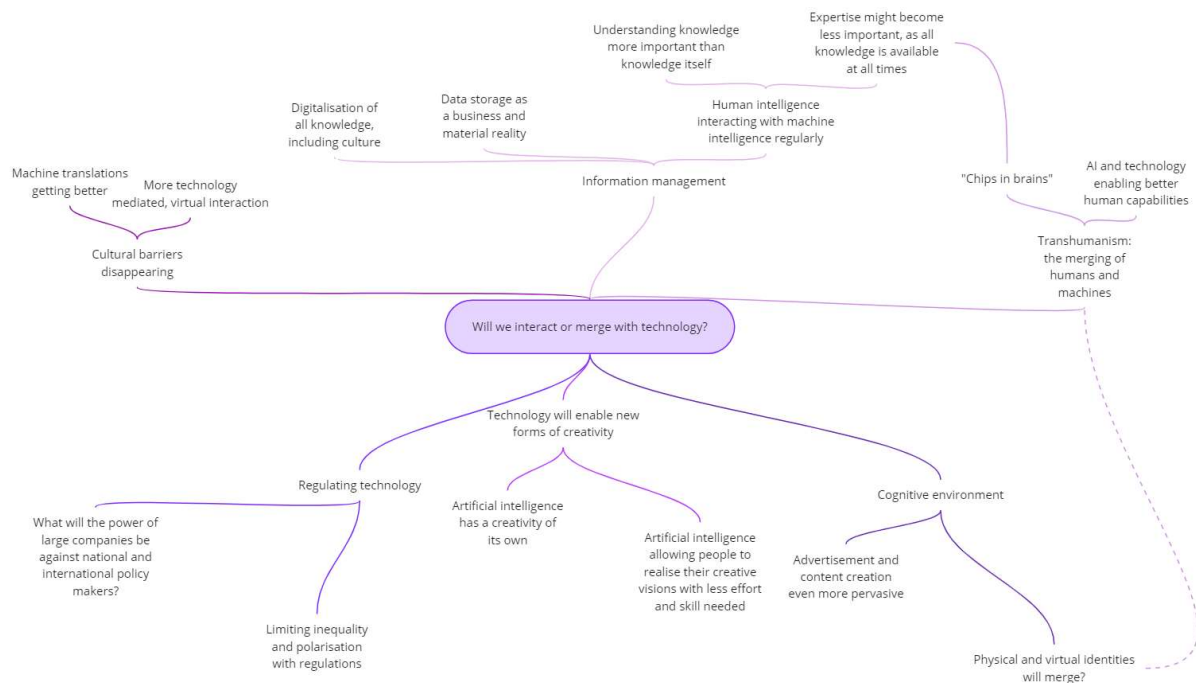 Expertise might become
less important, as all
knowledge is available
at all times
Understanding knowledge
more important than
knowledge itself
Human intelligence
interacting with machine
intelligence regularly
Data storage as
a business and
material reality
Digitalisation of
all knowledge,
including culture
Information management
Machine translations
getting better
More technology
mediated, virtual interaction
Cultural barriers
disappearing
"Chips in brains"
AI and technology
enabling better
human capabilities
Transhumanism:
the merging of
humans and
machines
Will we interact or merge with technology?
Technology will enable new
forms of creativity
Regulating technology
Artificial intelligence
has a creativity of
its own
Artificial intelligence
allowing people to
realise their creative
visions with less effort
and skill needed
Cognitive environment
What will the power of
large companies be
against national and
international policy
makers?
Limiting inequality
and polarisation
with regulations
Advertisement and
content creation
even more pervasive
Physical and virtual identities
will merge?